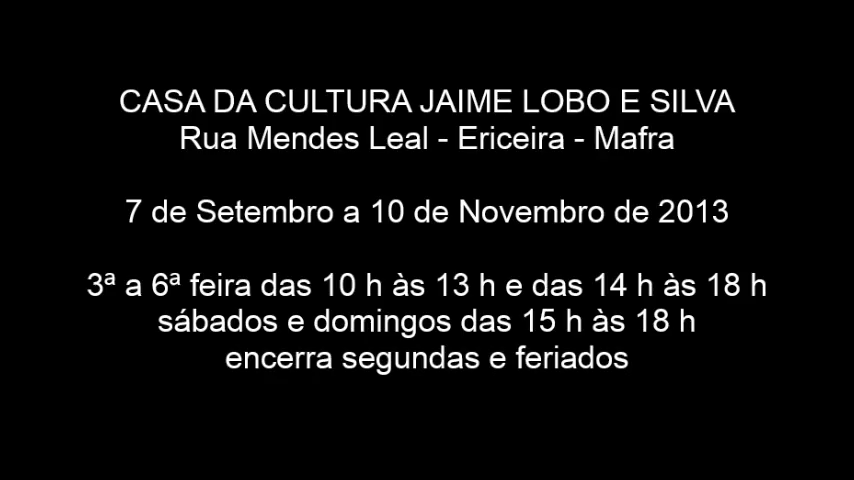 CASA DA CULTURA JAIME LOBO E SILVA
Rua Mendes Leal - Ericeira - Mafra
7 de Setembro a 10 de Novembro de 2013
3ª a 6ª feira das 10 h às 13 h e das 14 h às 18 h
sábados e domingos das 15 h às 18 h
encerra segundas e feriados